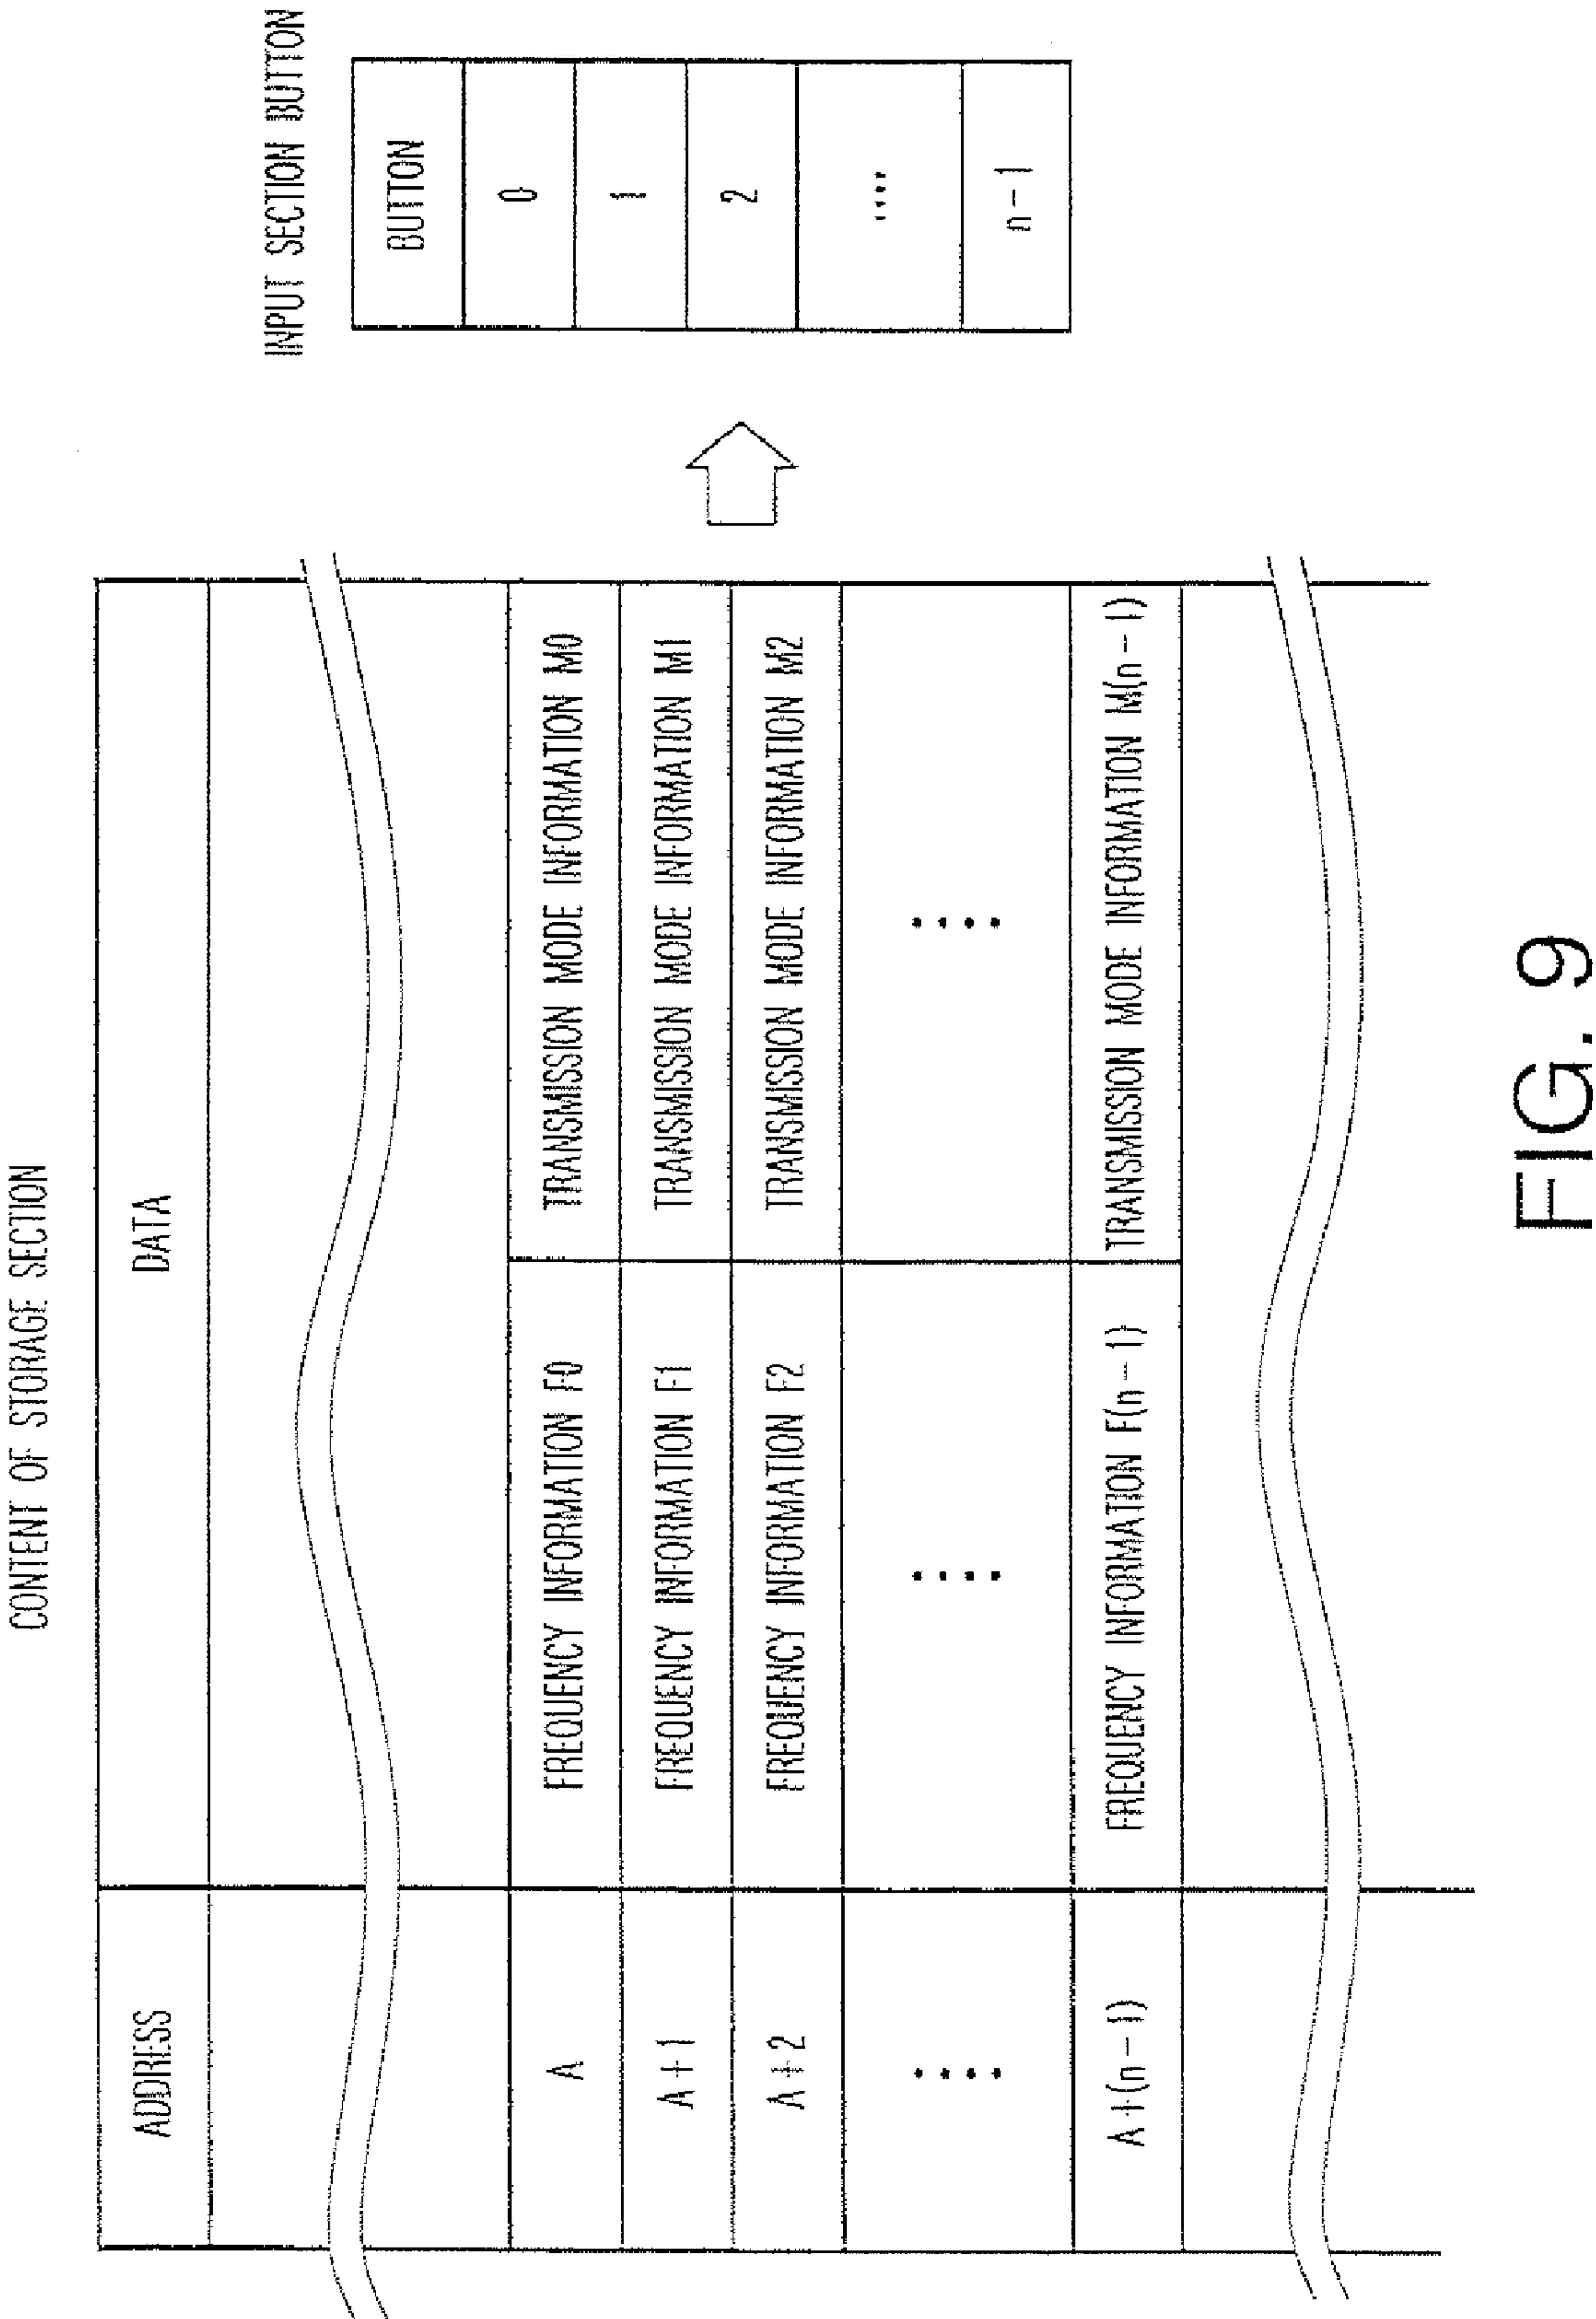 CONTENT OF STORAGE SECTION
INPUT SECTION BUTTON
ADDRESS DATA BUTTON
A FREQUENCY INFORMATION F0 TRANSMISSION MODE INFORMATION M0 0
A+1 FREQUENCY INFORMATION F1 TRANSMISSION MODE INFORMATION M1 1
A+2 FREQUENCY INFORMATION F2 TRANSMISSION MODE INFORMATION M2 2
.... .... .... ....
A+(n-1) FREQUENCY INFORMATION F(n-1) TRANSMISSION MODE INFORMATION M(n-1) n-1
FIG. 9